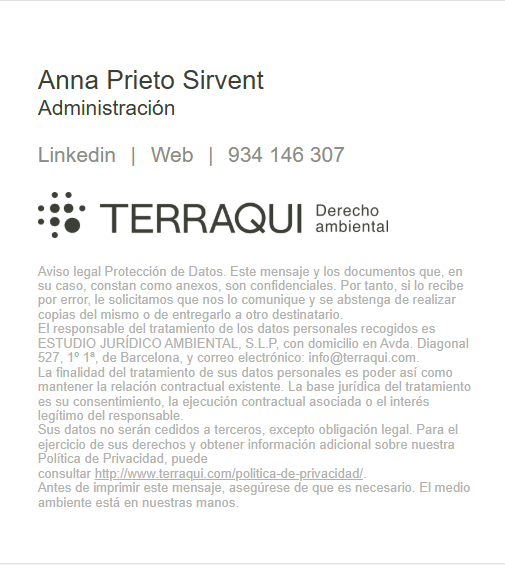 Anna Prieto Sirvent
Administración
Linkedin | Web | 934 146 307
TERRAQUI Derecho
ambiental
Aviso legal Protección de Datos. Este mensaje y los documentos que, en
su caso, constan como anexos, son confidenciales. Por tanto, si lo recibe
por error, le solicitamos que nos lo comunique y se abstenga de realizar
copias del mismo o de entregarlo a otro destinatario.
El responsable del tratamiento de los datos personales recogidos es
ESTUDIO JURÍDICO AMBIENTAL, S.L.P, con domicilio en Avda. Diagonal
527, 1º 1ª, de Barcelona, y correo electrónico: info@terraqui.com.
La finalidad del tratamiento de sus datos personales es poder así como
mantener la relación contractual existente. La base jurídica del tratamiento
es su consentimiento, la ejecución contractual asociada o el interés
legítimo del responsable.
Sus datos no serán cedidos a terceros, excepto obligación legal. Para el
ejercicio de sus derechos y obtener información adicional sobre nuestra
Política de Privacidad, puede
consultar http://www.terraqui.com/politica-de-privacidad/.
Antes de imprimir este mensaje, asegúrese de que es necesario. El medio
ambiente está en nuestras manos.